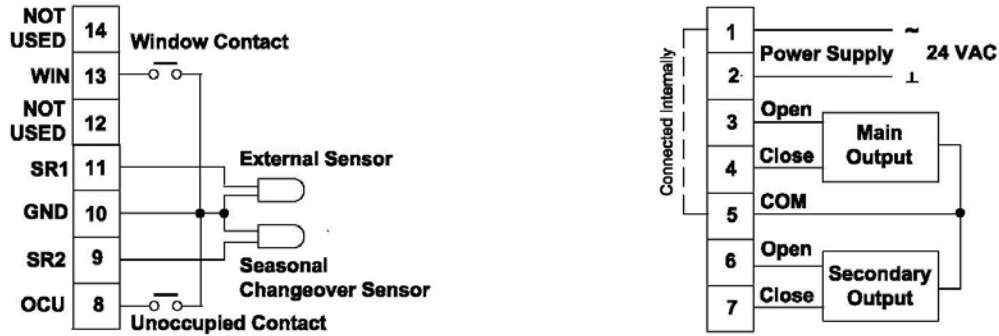 NOT
USED 14
Window Contact
WIN 13
NOT
USED 12
SR1 11
External Sensor
GND 10
SR2 9
Seasonal
Changeover Sensor
OCU 8
Unoccupied Contact
Connected Internally
1 ~
Power Supply 24 VAC
2 ⊥
3 Open
Main
Output
4 Close
5 COM
6 Open
Secondary
Output
7 Close